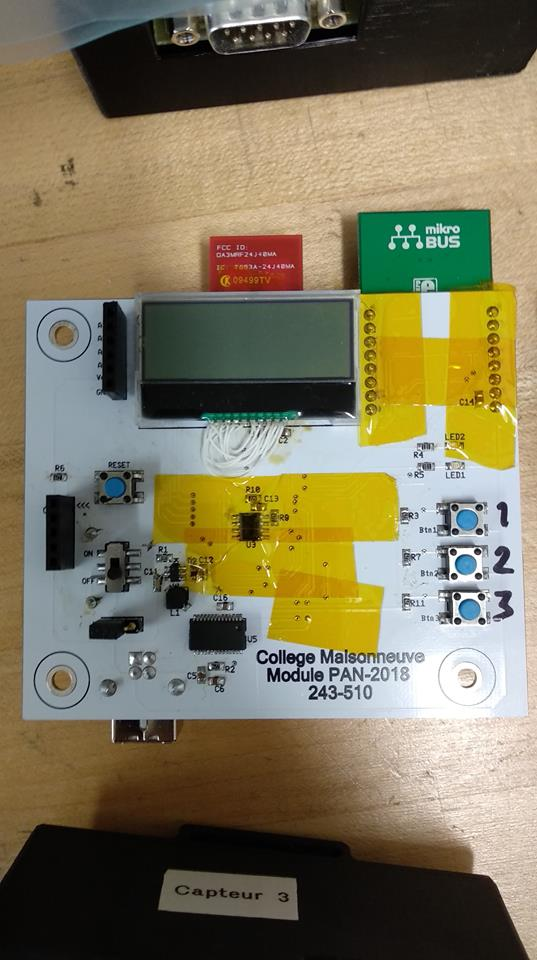 FCC ID:
OA3MRF24J40MA
IC: 7693A-24J40MA
09499TV
mikro
BUS
A
A
A
A
C14
C2
LED2
R4
R5
LED1
RESET
R6
<<<
R10
C13
R9
U3
R3
Btn1
1
ON
OFF
R1
C12
C11
L1
R7
Btn2
2
C16
U5
R11
Btn3
3
R2
C5
C6
College Maisonneuve
Module PAN-2018
243-510
Capteur 3